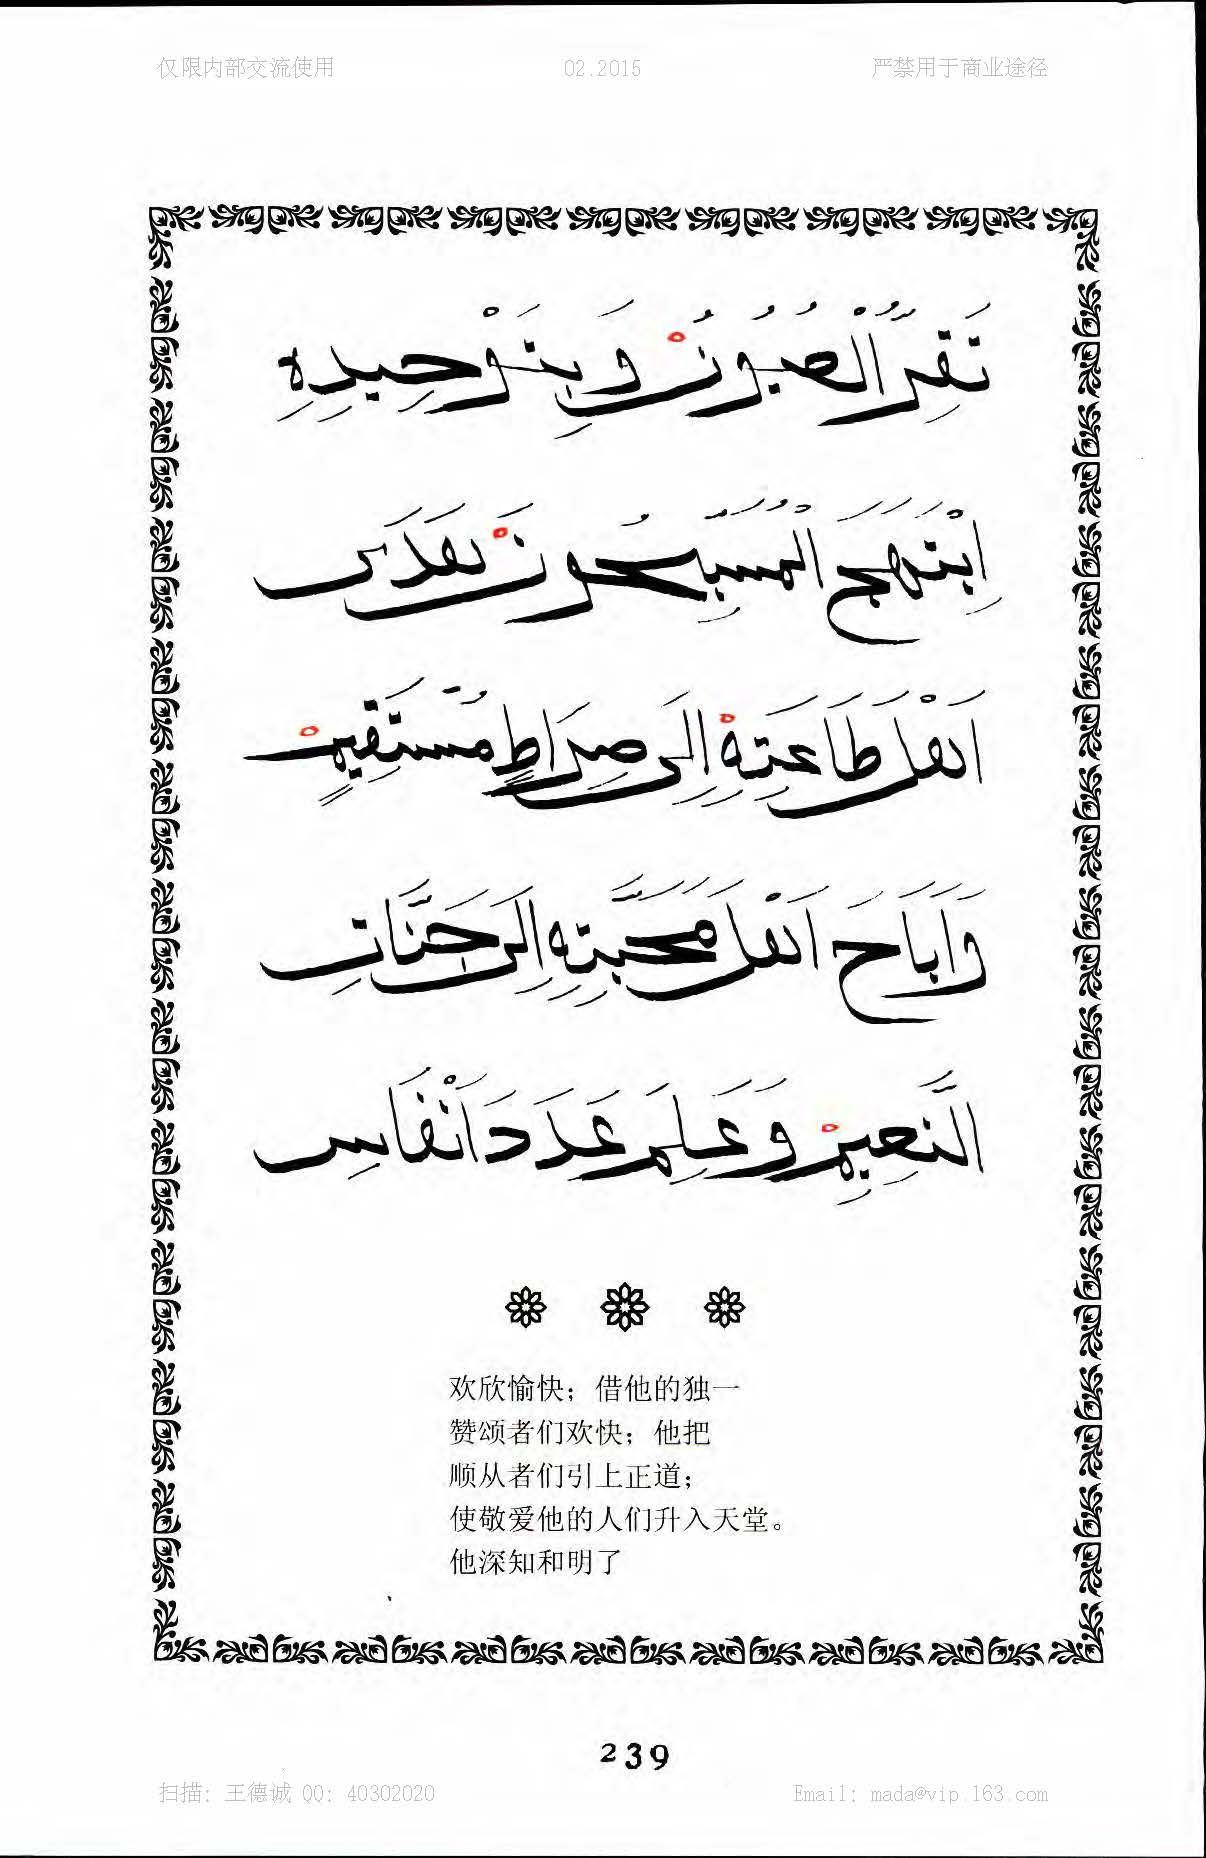 仅限内部交流使用 02.2015 严禁用于商业途径
تَقِرُّ الْعُيُونُ وَبِتَوْحِيدِهِ
اِبْتَهَجَ الْمُسَبِّحُونَ هَدَى
اَهْلَ طَاعَتِهِ اِلَى صِرَاطٍ مُسْتَقِيمٍ
وَاَبَاحَ اَهْلَ مَحَبَّتِهِ اِلَى جَنَّاتِ
النَّعِيمِ وَعَلِمَ عَدَدَ اَنْفَاسِ
欢欣愉快；借他的独一
赞颂者们欢快；他把
顺从者们引上正道；
使敬爱他的人们升入天堂。
他深知和明了
239
扫描: 王德诚 QQ: 40302020 Email: mada@vip.163.com